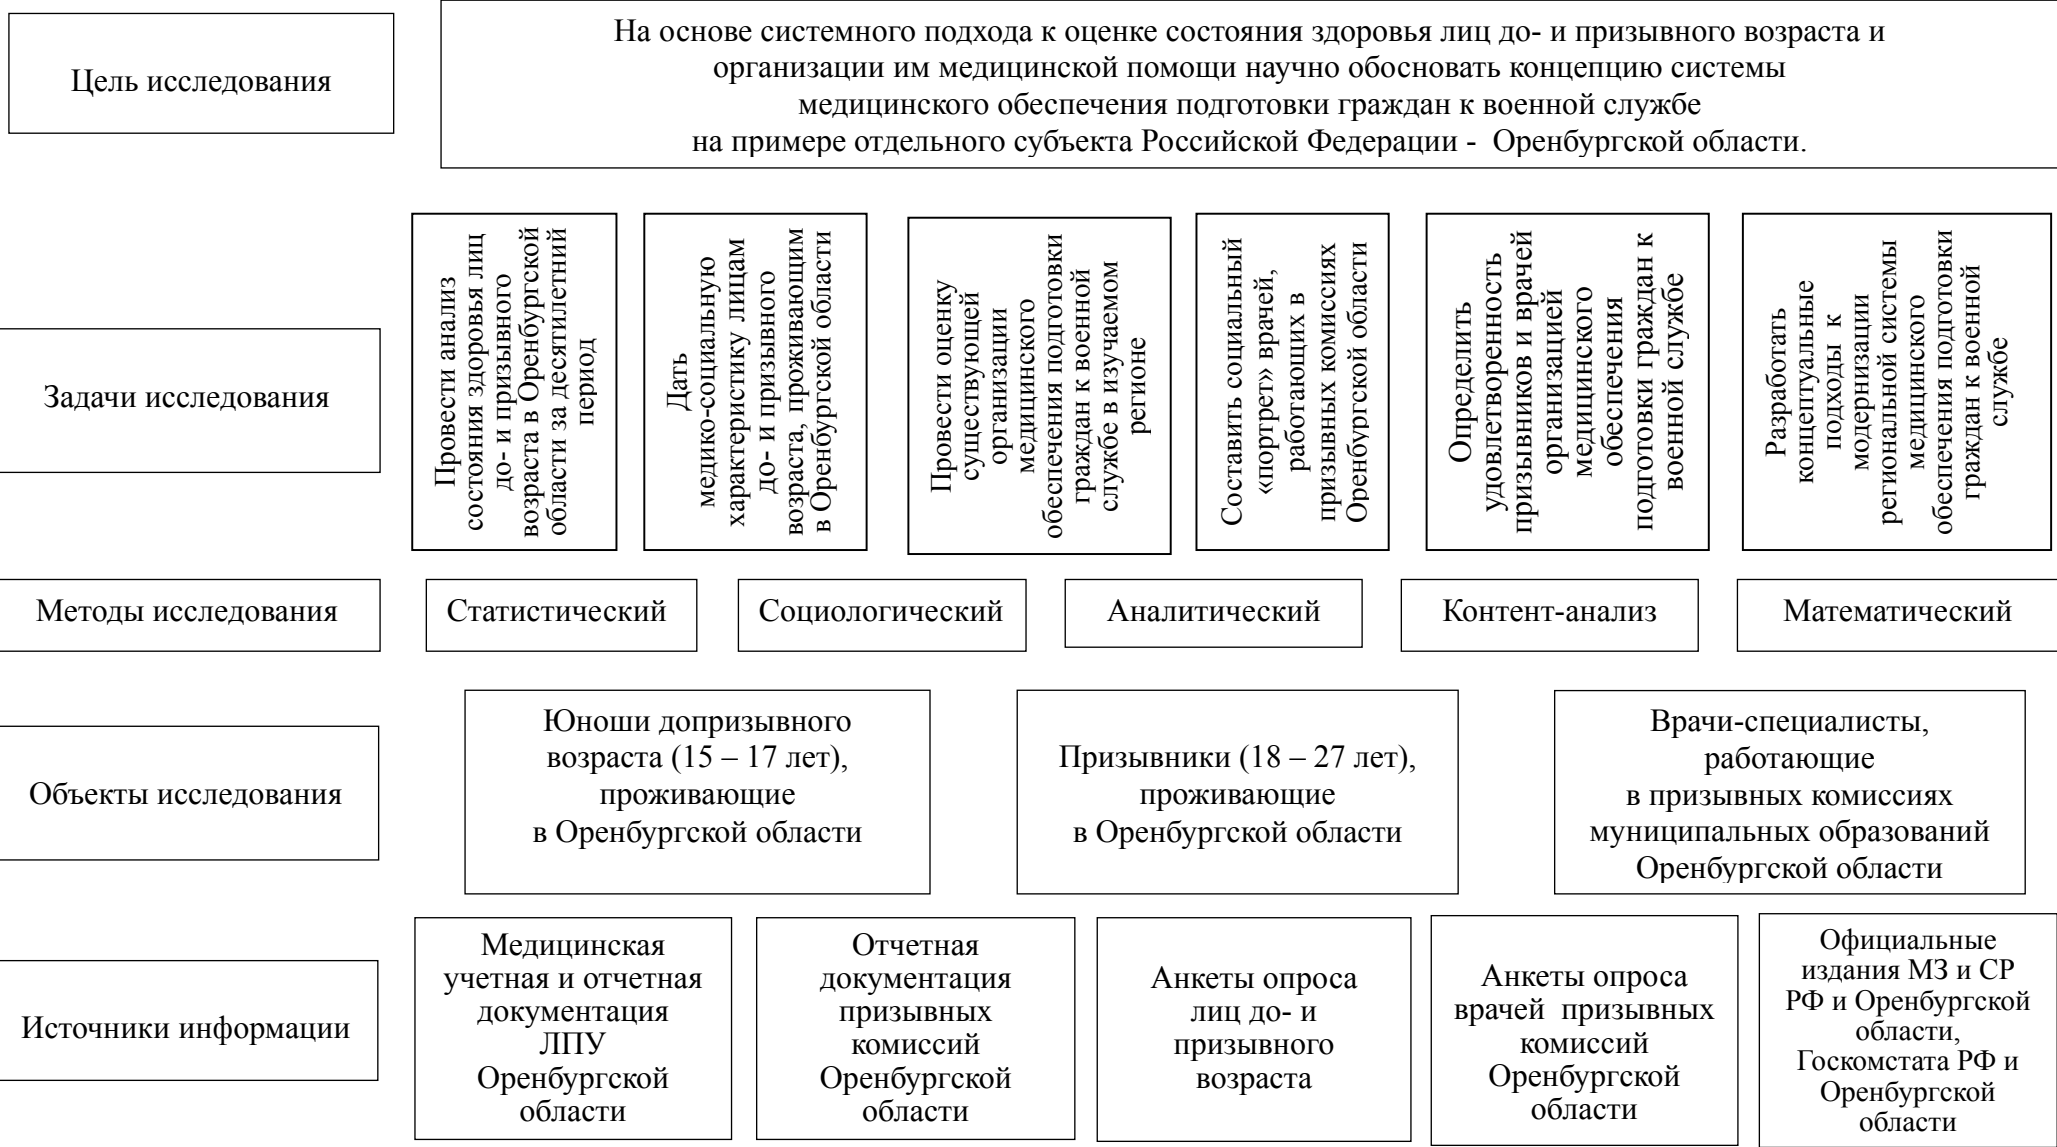 Цель исследования
На основе системного подхода к оценке состояния здоровья лиц до- и призывного возраста и
организации им медицинской помощи научно обосновать концепцию системы
медицинского обеспечения подготовки граждан к военной службе
на примере отдельного субъекта Российской Федерации - Оренбургской области.
Задачи исследования
Провести анализ
состояния здоровья лиц
до- и призывного
возраста в Оренбургской
области за десятилетний
период
Дать
медико-социальную
характеристику лицам
до- и призывного
возраста, проживающим
в Оренбургской области
Провести оценку
существующей
организации
медицинского
обеспечения подготовки
граждан к военной
службе в изучаемом
регионе
Составить социальный
«портрет» врачей,
работающих в
призывных комиссиях
Оренбургской области
Определить
удовлетворенность
призывников и врачей
организацией
медицинского
обеспечения
подготовки граждан к
военной службе
Разработать
концептуальные
подходы к
модернизации
региональной системы
медицинского
обеспечения подготовки
граждан к военной
службе
Методы исследования
Статистический
Социологический
Аналитический
Контент-анализ
Математический
Объекты исследования
Юноши допризывного
возраста (15 – 17 лет),
проживающие
в Оренбургской области
Призывники (18 – 27 лет),
проживающие
в Оренбургской области
Врачи-специалисты,
работающие
в призывных комиссиях
муниципальных образований
Оренбургской области
Источники информации
Медицинская
учетная и отчетная
документация
ЛПУ
Оренбургской
области
Отчетная
документация
призывных
комиссий
Оренбургской
области
Анкеты опроса
лиц до- и
призывного
возраста
Анкеты опроса
врачей призывных
комиссий
Оренбургской
области
Официальные
издания МЗ и СР
РФ и Оренбургской
области,
Госкомстата РФ и
Оренбургской
области